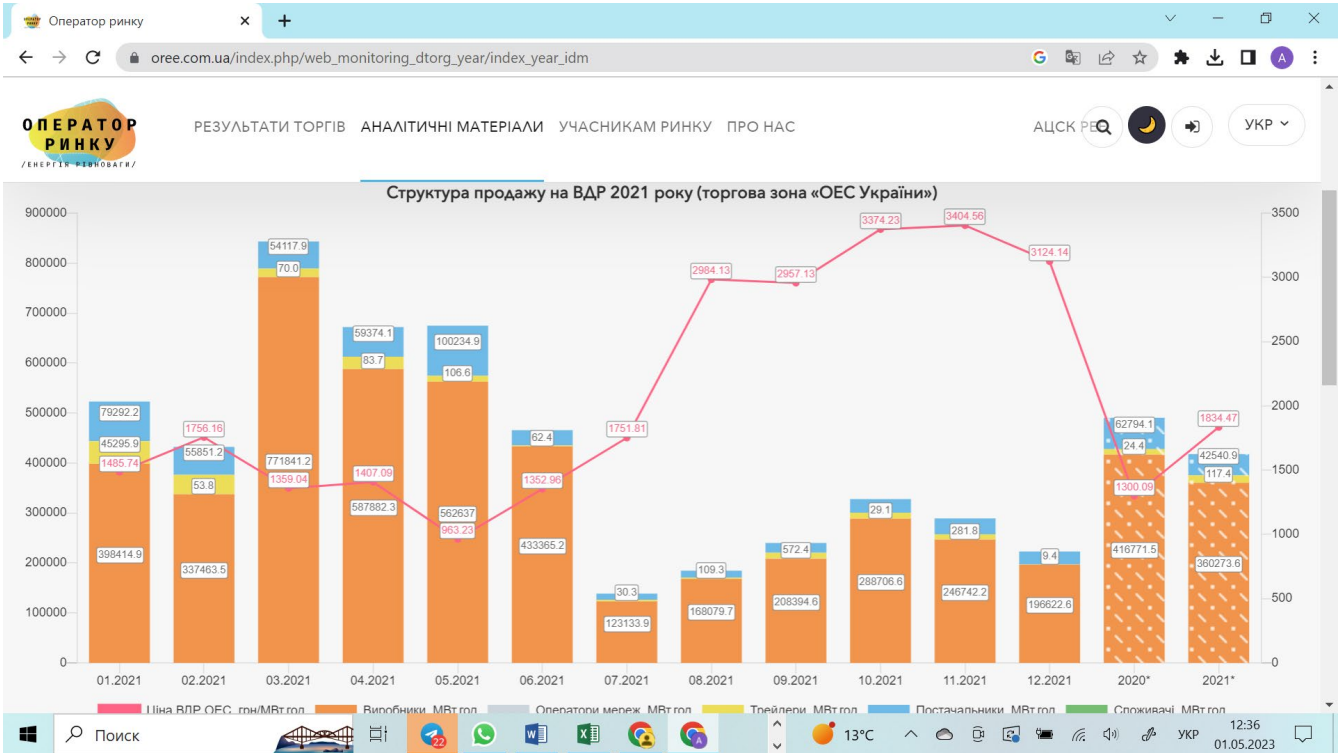 Оператор ринку
oree.com.ua/index.php/web_monitoring_dtorg_year/index_year_idm
A
ОПЕРАТОР
РИНКУ
/ЕНЕРГІЯ РІВНОВАГИ/
РЕЗУЛЬТАТИ ТОРГІВ АНАЛІТИЧНІ МАТЕРІАЛИ УЧАСНИКАМ РИНКУ ПРО НАС
АЦСК УКР
Структура продажу на ВДР 2021 року (торгова зона «ОЕС України»)
900000 3500
3374.23 3404.56
54117.9 3124.14
800000 70.0 2984.13 2957.13 3000
700000
59374.1 100234.9 2500
600000 83.7 106.6
500000
79292.2 62794.1 1834.47 2000
45295.9 1756.16 62.4 1751.81 24.4 42540.9
400000 1485.74 55851.2 771841.2 117.4
53.8 1359.04 1407.09 1352.96 1300.09 1500
587882.3 562637
300000 963.23 29.1
281.8 1000
398414.9 337463.5 433365.2 572.4 9.4 416771.5 360273.6
200000 109.3
288706.6 246742.2 196622.6
30.3 168079.7 208394.6 500
100000 123133.9
0 0
01.2021 02.2021 03.2021 04.2021 05.2021 06.2021 07.2021 08.2021 09.2021 10.2021 11.2021 12.2021 2020* 2021*
Ціна ВДР ОЕС, грн/МВт.год Виробники, МВт.год Оператори мереж, МВт.год Трейдери, МВт.год Постачальники, МВт.год Споживачі, МВт.год
Поиск 22 A 13°C УКР 12:36
01.05.2023